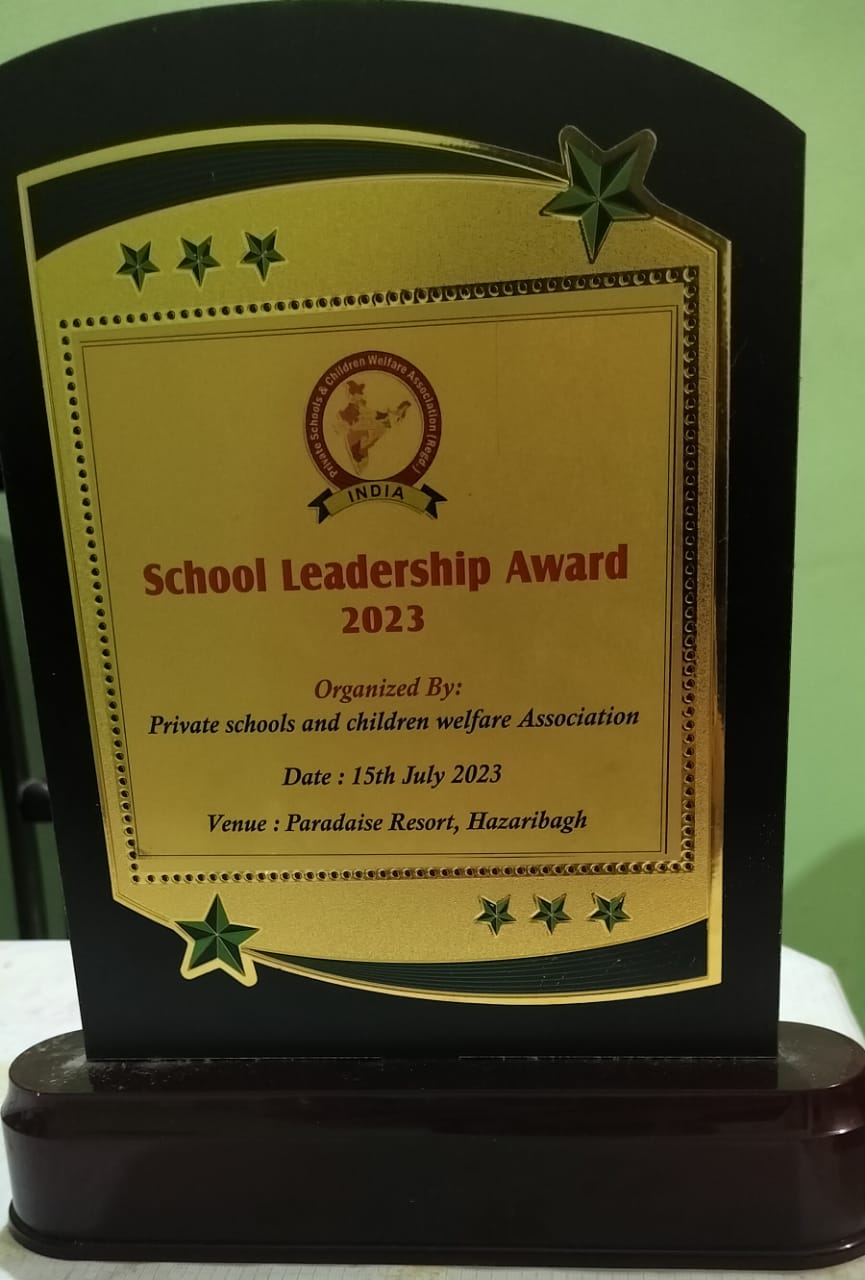 Private Schools & Children Welfare Association (Regd.)
INDIA
School Leadership Award
2023
Organized By:
Private schools and children welfare Association
Date : 15th July 2023
Venue : Paradaise Resort, Hazaribagh